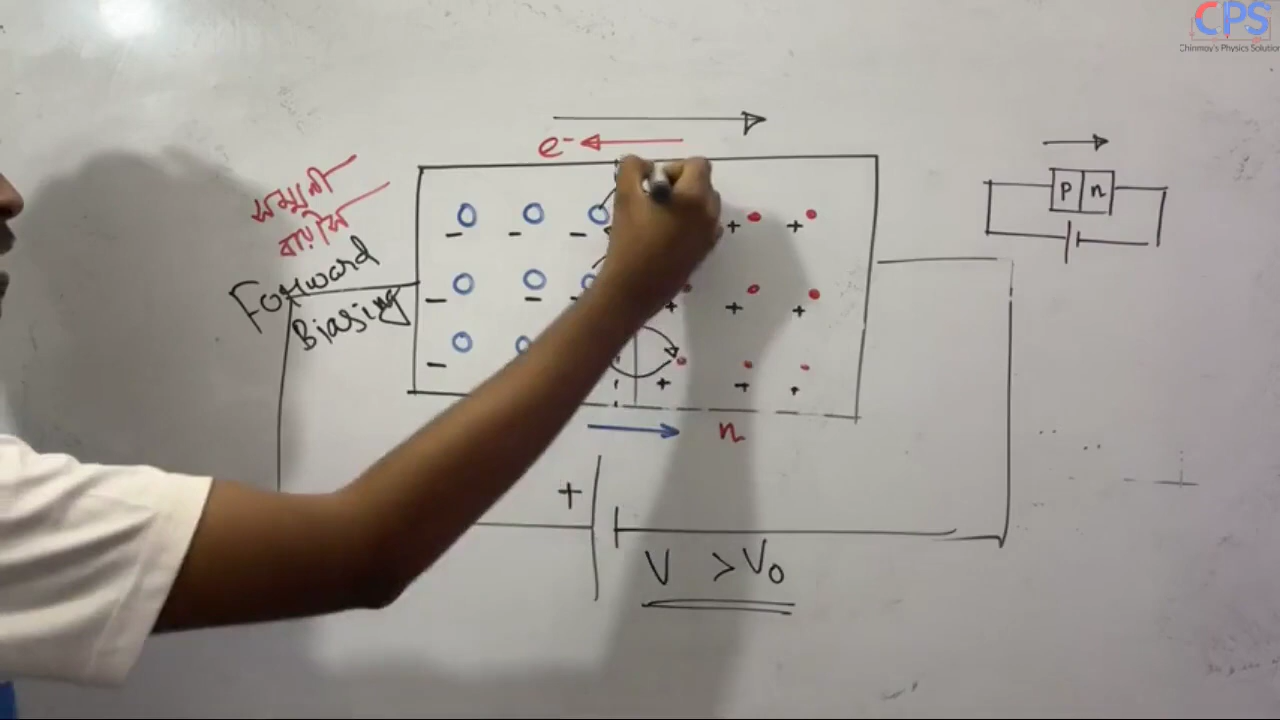 CPS
Chinmoy's Physics Solution
e-
সম্মুখী
বায়াস
Forward
Biasing
p n
n
+
V > V₀